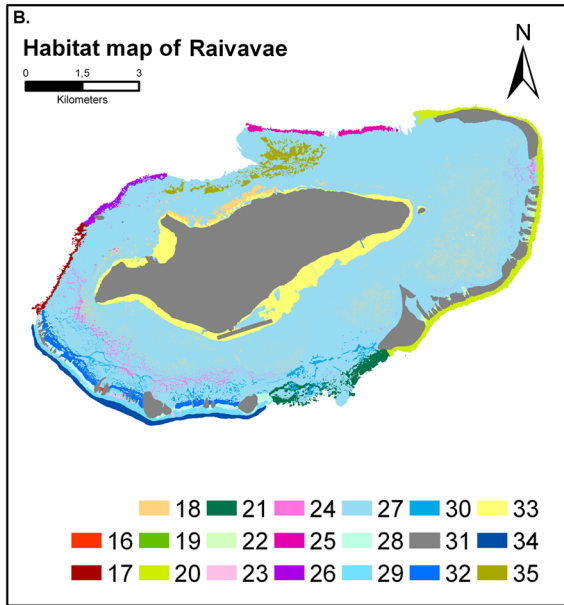 B.
Habitat map of Raivavae
N
0 1,5 3
Kilometers
18 21 24 27 30 33
16 19 22 25 28 31 34
17 20 23 26 29 32 35